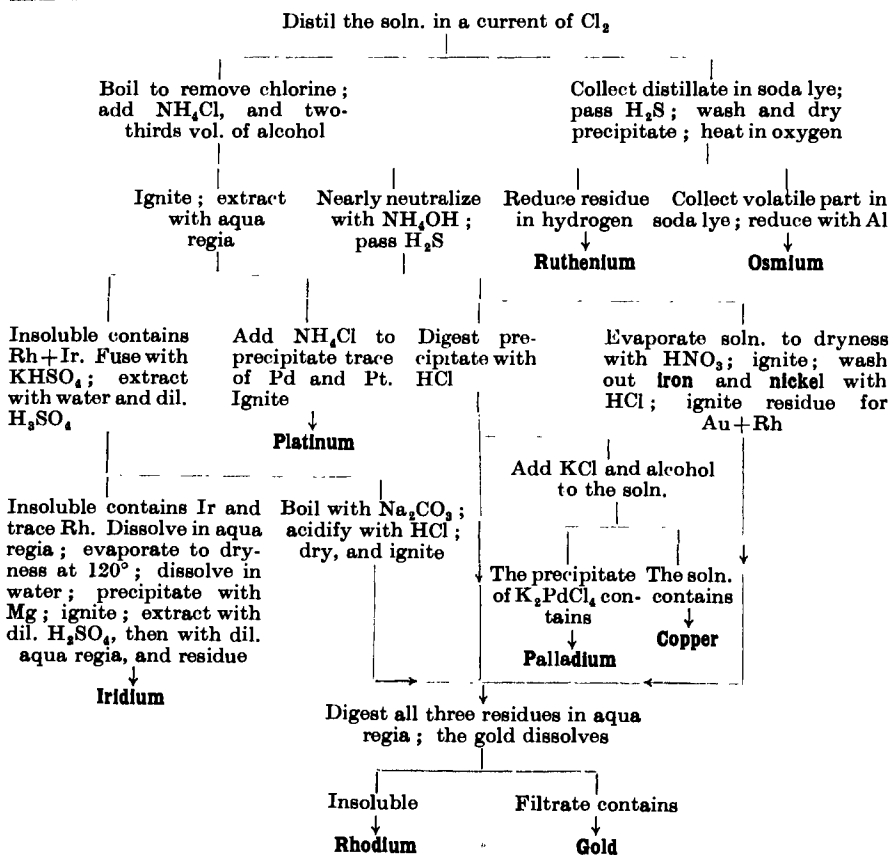 Distil the soln. in a current of Cl₂
Boil to remove chlorine ;
add NH₄Cl, and two-
thirds vol. of alcohol
Collect distillate in soda lye;
pass H₂S ; wash and dry
precipitate ; heat in oxygen
Ignite ; extract
with aqua
regia
Nearly neutralize
with NH₄OH ;
pass H₂S
Reduce residue
in hydrogen
Ruthenium
Collect volatile part in
soda lye ; reduce with Al
Osmium
Insoluble contains
Rh+Ir. Fuse with
KHSO₄ ; extract
with water and dil.
H₃SO₄
Add NH₄Cl to
precipitate trace
of Pd and Pt.
Ignite
Platinum
Digest pre-
cipitate with
HCl
Evaporate soln. to dryness
with HNO₃; ignite; wash
out iron and nickel with
HCl ; ignite residue for
Au+Rh
Add KCl and alcohol
to the soln.
Insoluble contains Ir and
trace Rh. Dissolve in aqua
regia ; evaporate to dry-
ness at 120° ; dissolve in
water ; precipitate with
Mg ; ignite ; extract with
dil. H₂SO₄, then with dil.
aqua regia, and residue
Iridium
Boil with Na₂CO₃ ;
acidify with HCl ;
dry, and ignite
The precipitate
of K₂PdCl₄ con-
tains
Palladium
The soln.
contains
Copper
Digest all three residues in aqua
regia ; the gold dissolves
Insoluble
Rhodium
Filtrate contains
Gold